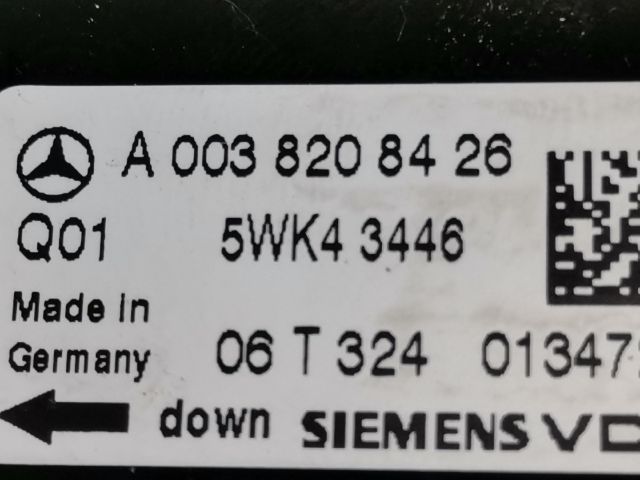 A 003 820 84 26
Q01 5WK4 3446
Made in
Germany 06 T 324 01347
down SIEMENS VD